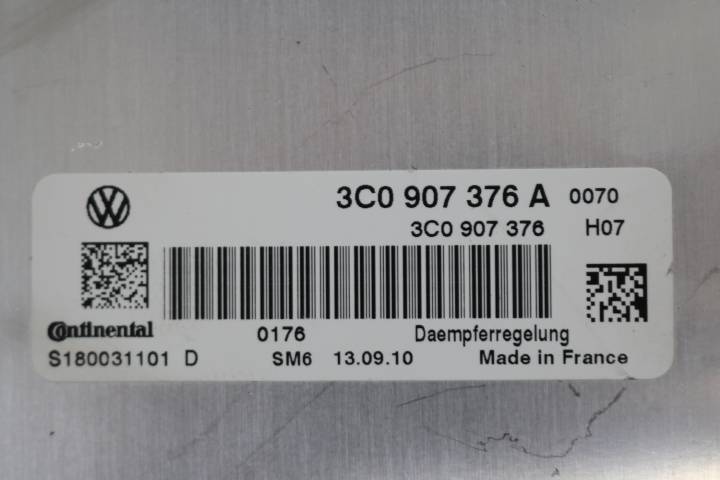 3C0 907 376 A 0070
3C0 907 376 H07
Continental 0176 Daempferregelung
S180031101 D SM6 13.09.10 Made in France